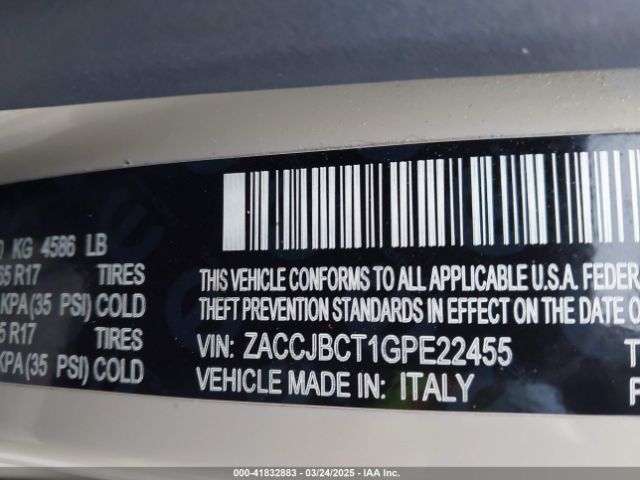 KG 4586 LB
R17 TIRES
KPA(35 PSI) COLD
R17 TIRES
KPA(35 PSI) COLD
THIS VEHICLE CONFORMS TO ALL APPLICABLE U.S.A. FEDER
THEFT PREVENTION STANDARDS IN EFFECT ON THE DATE O
VIN: ZACCJBCT1GPE22455
VEHICLE MADE IN: ITALY
000-41832883 / 03/24/2025 / IAA Inc.